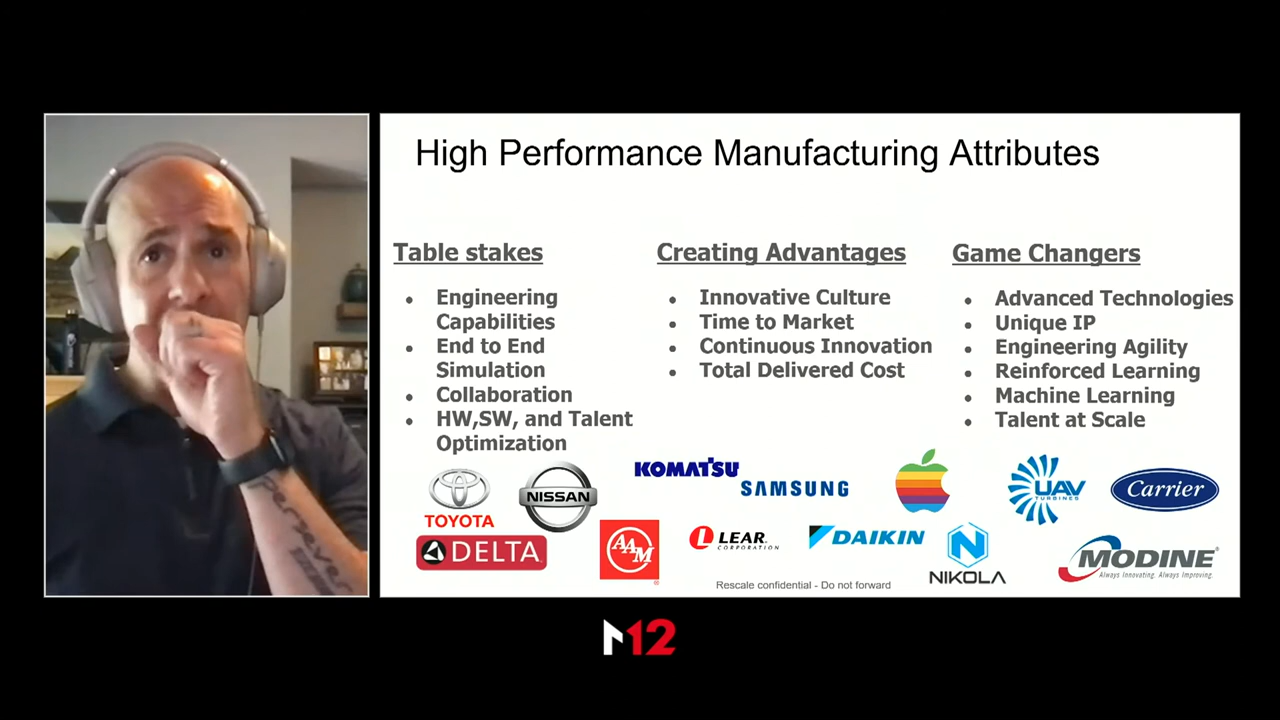 High Performance Manufacturing Attributes
Table stakes
Engineering
Capabilities
End to End
Simulation
Collaboration
HW,SW, and Talent
Optimization
Creating Advantages
Innovative Culture
Time to Market
Continuous Innovation
Total Delivered Cost
Game Changers
Advanced Technologies
Unique IP
Engineering Agility
Reinforced Learning
Machine Learning
Talent at Scale
TOYOTA
NISSAN
KOMATSU
SAMSUNG
UAV
TURBINES
Carrier
DELTA
AAM
LEAR
CORPORATION
DAIKIN
NIKOLA
MODINE
Always Innovating. Always Improving.
Rescale confidential - Do not forward
M12